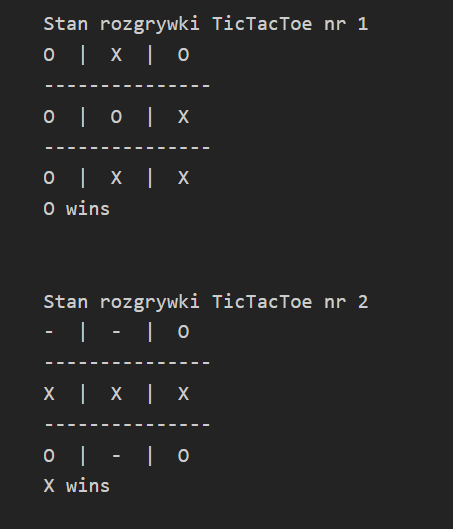 Stan rozgrywki TicTacToe nr 1
O | X | O
---------------
O | O | X
---------------
O | X | X
O wins
Stan rozgrywki TicTacToe nr 2
- | - | O
---------------
X | X | X
---------------
O | - | O
X wins